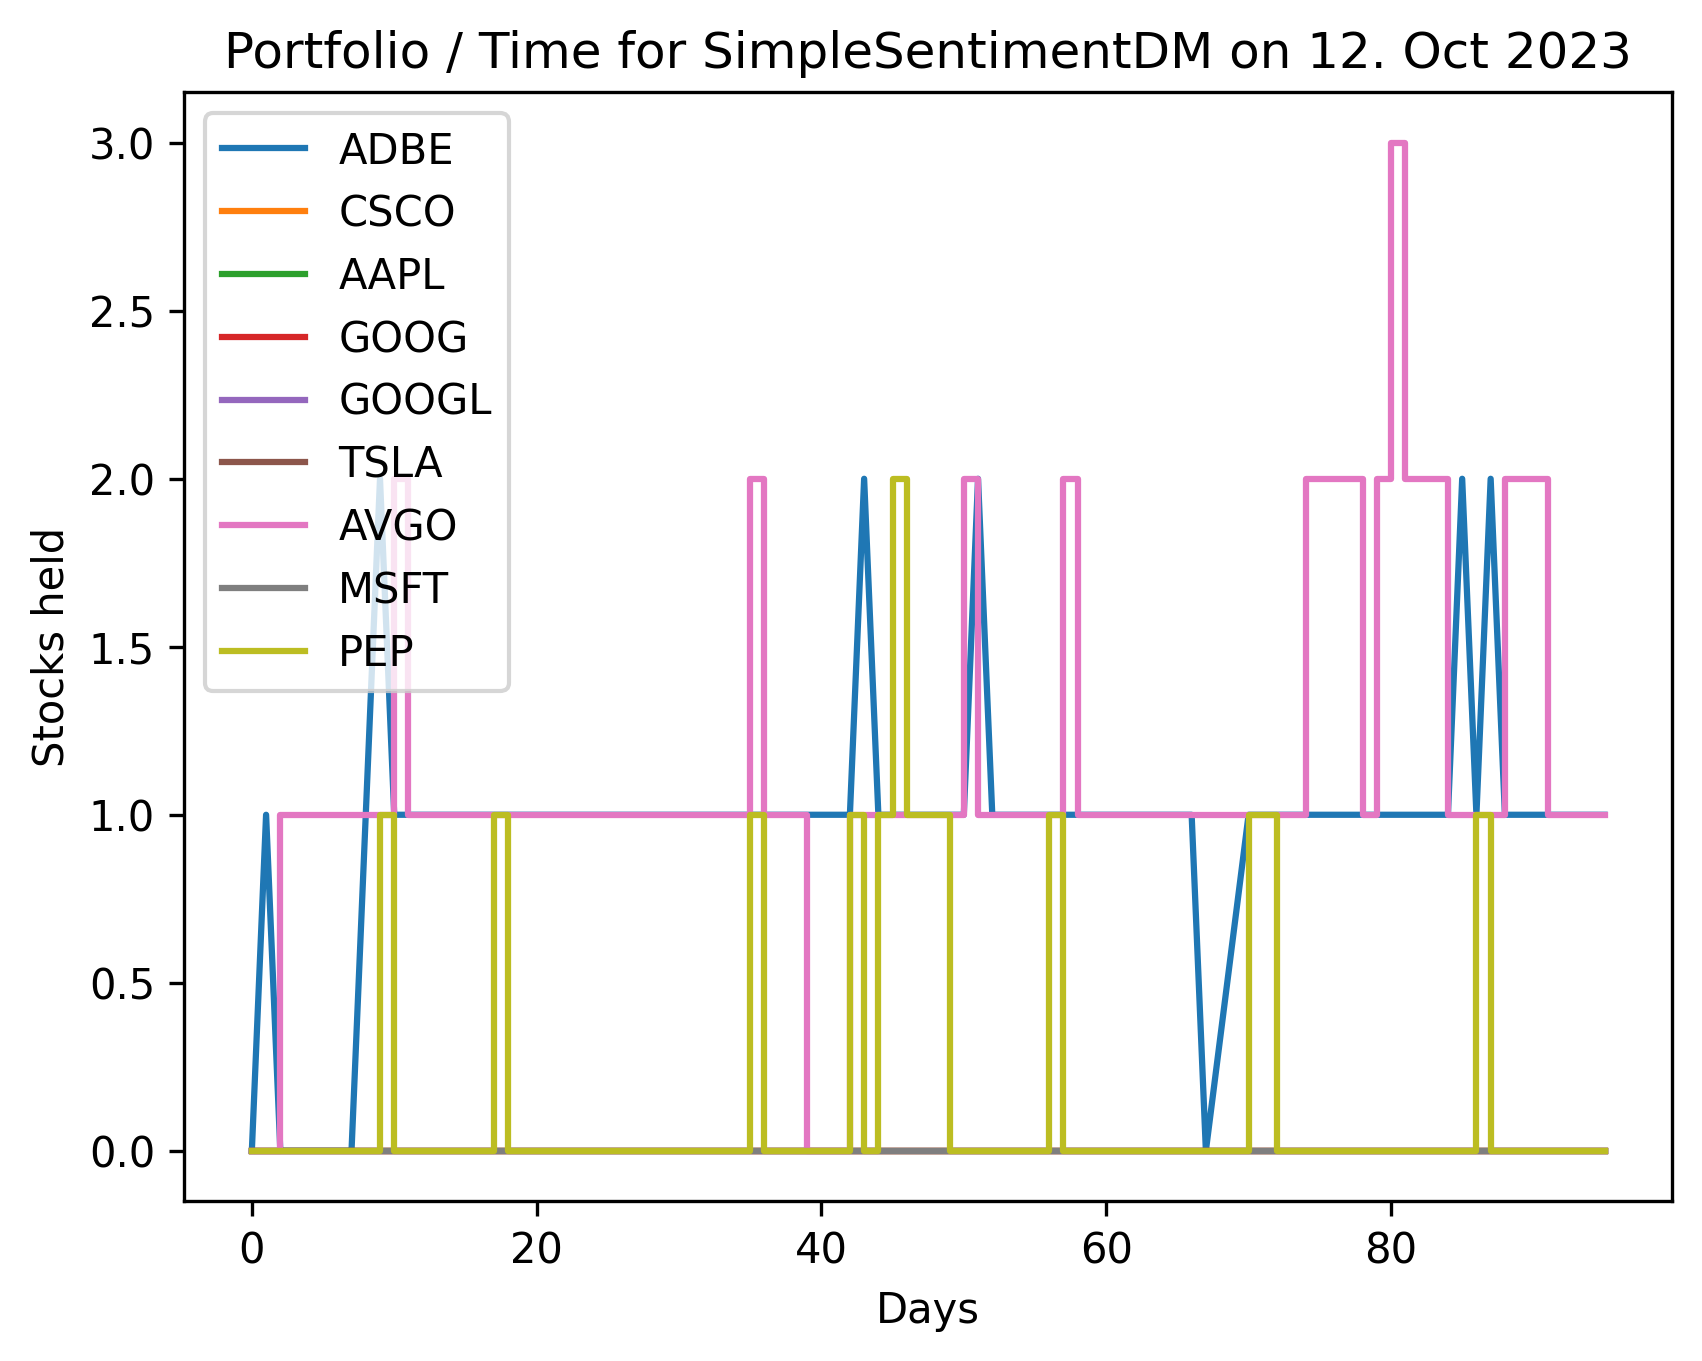 Portfolio / Time for SimpleSentimentDM on 12. Oct 2023
ADBE
CSCO
AAPL
GOOG
GOOGL
TSLA
AVGO
MSFT
PEP
Stocks held
3.0
2.5
2.0
1.5
1.0
0.5
0.0
0 20 40 60 80
Days